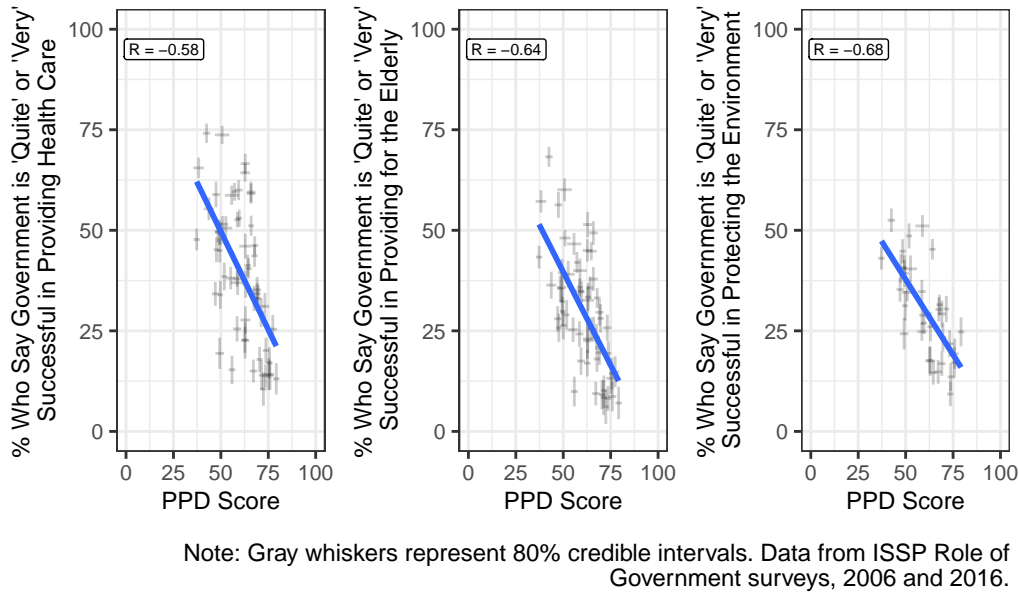 % Who Say Government is 'Quite' or 'Very'
Successful in Providing Health Care
100
75
50
25
0
R = −0.58
0 25 50 75 100
PPD Score
% Who Say Government is 'Quite' or 'Very'
Successful in Providing for the Elderly
100
75
50
25
0
R = −0.64
0 25 50 75 100
PPD Score
% Who Say Government is 'Quite' or 'Very'
Successful in Protecting the Environment
100
75
50
25
0
R = −0.68
0 25 50 75 100
PPD Score
Note: Gray whiskers represent 80% credible intervals. Data from ISSP Role of
Government surveys, 2006 and 2016.